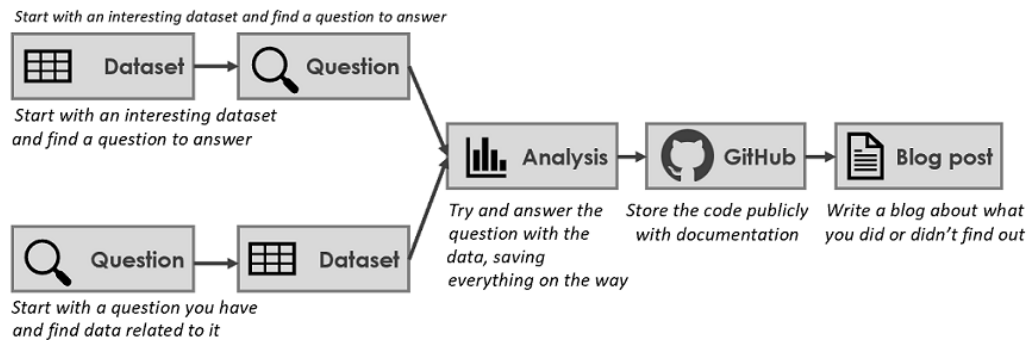 Start with an interesting dataset and find a question to answer
Dataset
Question
Start with an interesting dataset
and find a question to answer
Analysis
GitHub
Blog post
Try and answer the
question with the
data, saving
everything on the way
Store the code publicly
with documentation
Write a blog about what
you did or didn’t find out
Question
Dataset
Start with a question you have
and find data related to it